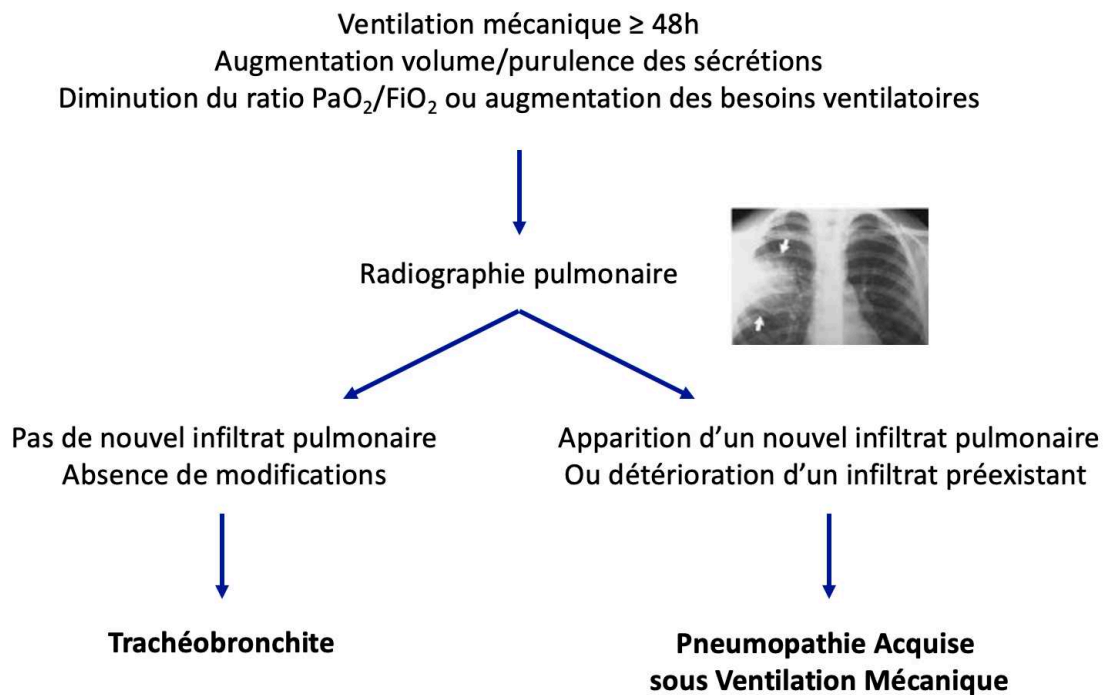 Ventilation mécanique ≥ 48h
Augmentation volume/purulence des sécrétions
Diminution du ratio PaO₂/FiO₂ ou augmentation des besoins ventilatoires
Radiographie pulmonaire
Pas de nouvel infiltrat pulmonaire
Absence de modifications
Apparition d’un nouvel infiltrat pulmonaire
Ou détérioration d’un infiltrat préexistant
Trachéobronchite
Pneumopathie Acquise
sous Ventilation Mécanique